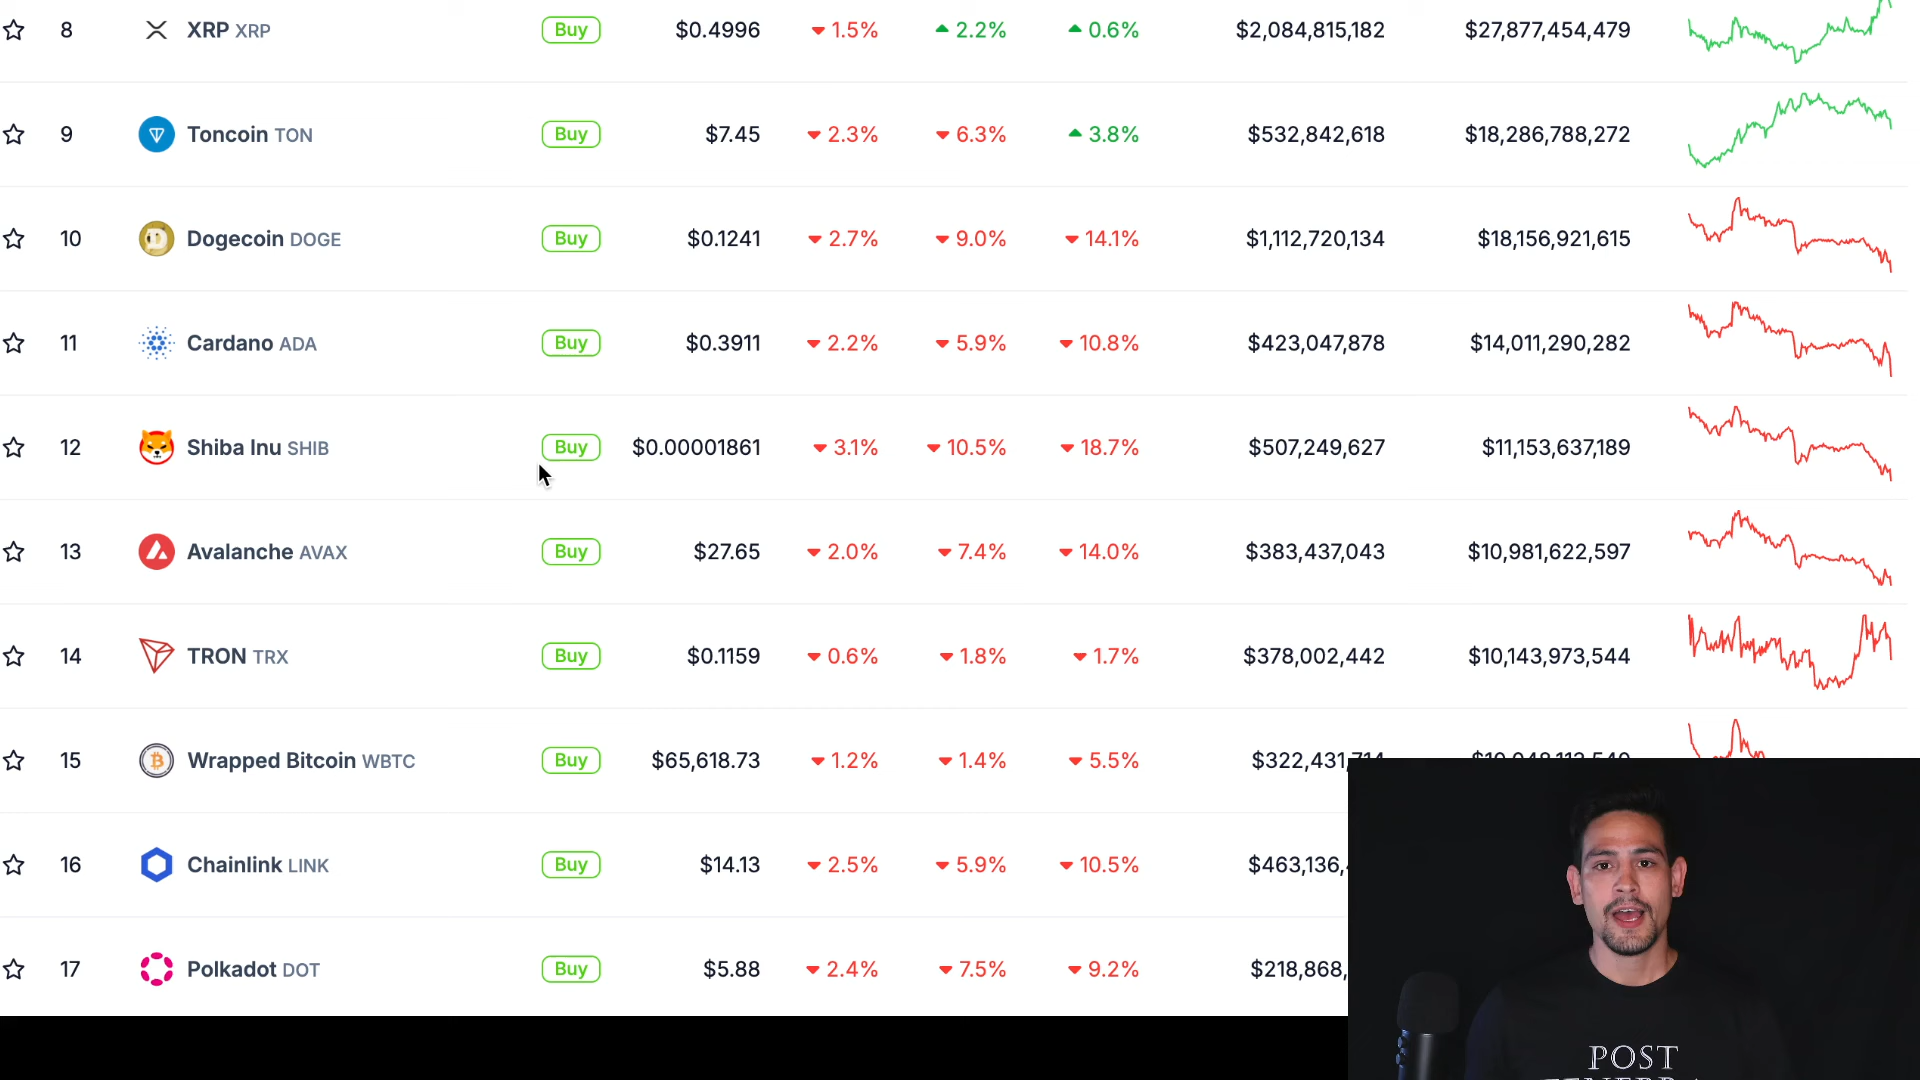 8 XRP XRP Buy $0.4996 1.5% 2.2% 0.6% $2,084,815,182 $27,877,454,479
9 Toncoin TON Buy $7.45 2.3% 6.3% 3.8% $532,842,618 $18,286,788,272
10 Dogecoin DOGE Buy $0.1241 2.7% 9.0% 14.1% $1,112,720,134 $18,156,921,615
11 Cardano ADA Buy $0.3911 2.2% 5.9% 10.8% $423,047,878 $14,011,290,282
12 Shiba Inu SHIB Buy $0.00001861 3.1% 10.5% 18.7% $507,249,627 $11,153,637,189
13 Avalanche AVAX Buy $27.65 2.0% 7.4% 14.0% $383,437,043 $10,981,622,597
14 TRON TRX Buy $0.1159 0.6% 1.8% 1.7% $378,002,442 $10,143,973,544
15 Wrapped Bitcoin WBTC Buy $65,618.73 1.2% 1.4% 5.5% $322,431,714
16 Chainlink LINK Buy $14.13 2.5% 5.9% 10.5% $463,136,
17 Polkadot DOT Buy $5.88 2.4% 7.5% 9.2% $218,868,
POST